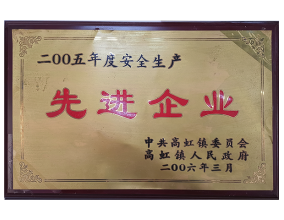 二00五年度安全生产
先进企业
中共高虹镇委员会
高虹镇人民政府
二00六年三月